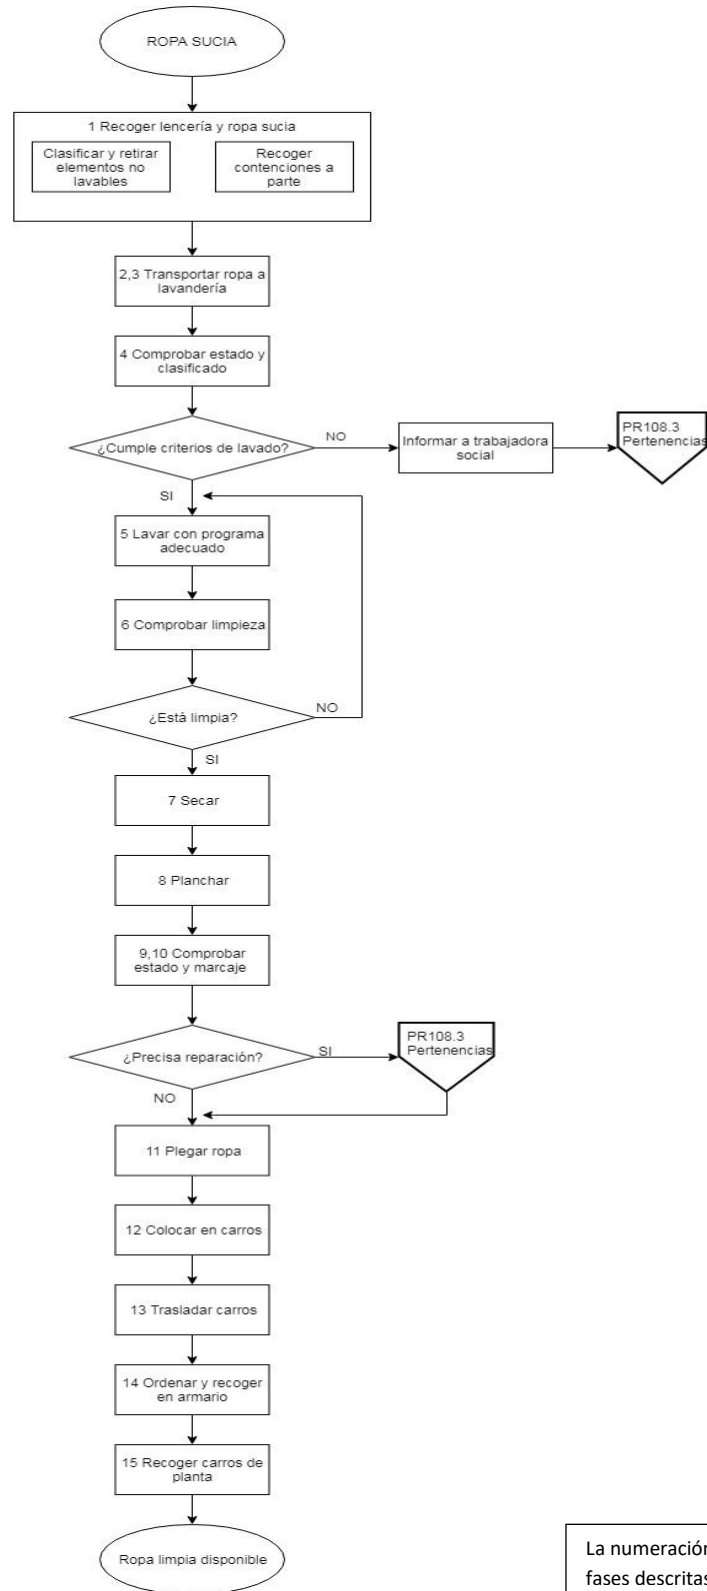 ROPA SUCIA
1 Recoger lencería y ropa sucia
Clasificar y retirar
elementos no
lavables
Recoger
contenciones a
parte
2,3 Transportar ropa a
lavandería
4 Comprobar estado y
clasificado
¿Cumple criterios de lavado?
NO
Informar a trabajadora
social
PR108.3
Pertenencias
SI
5 Lavar con programa
adecuado
6 Comprobar limpieza
¿Está limpia?
NO
SI
7 Secar
8 Planchar
9,10 Comprobar
estado y marcaje
¿Precisa reparación?
SI
PR108.3
Pertenencias
NO
11 Plegar ropa
12 Colocar en carros
13 Trasladar carros
14 Ordenar y recoger
en armario
15 Recoger carros de
planta
Ropa limpia disponible
La numeración
fases descritas